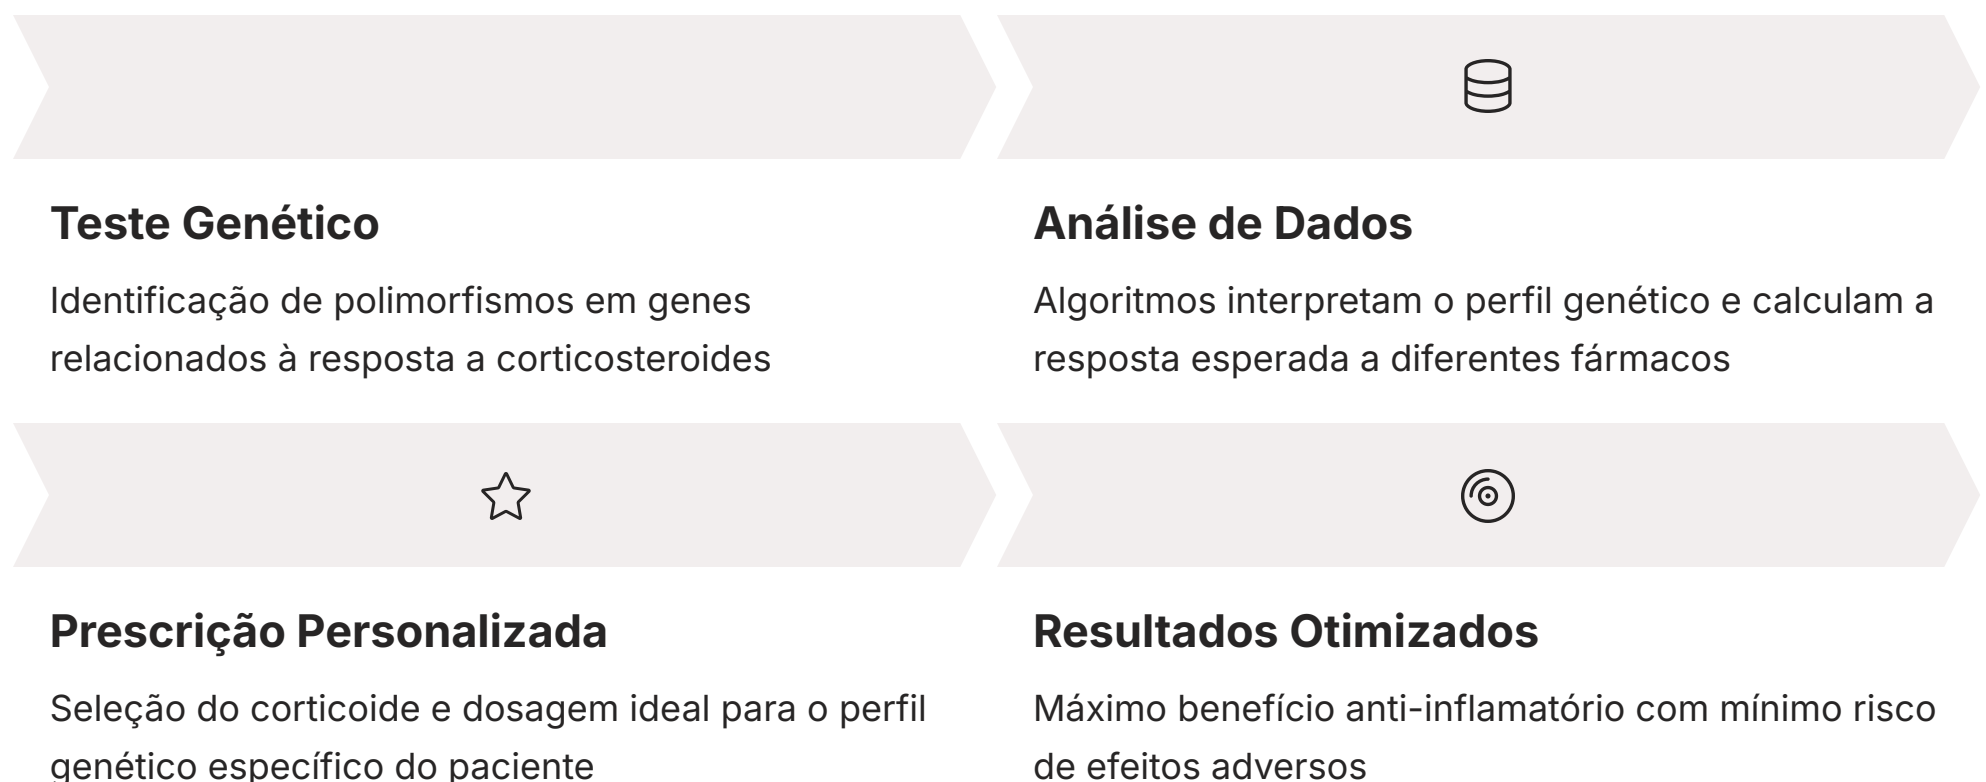 Teste Genético
Identificação de polimorfismos em genes
relacionados à resposta a corticosteroides
Análise de Dados
Algoritmos interpretam o perfil genético e calculam a
resposta esperada a diferentes fármacos
Prescrição Personalizada
Seleção do corticoide e dosagem ideal para o perfil
genético específico do paciente
Resultados Otimizados
Máximo benefício anti-inflamatório com mínimo risco
de efeitos adversos